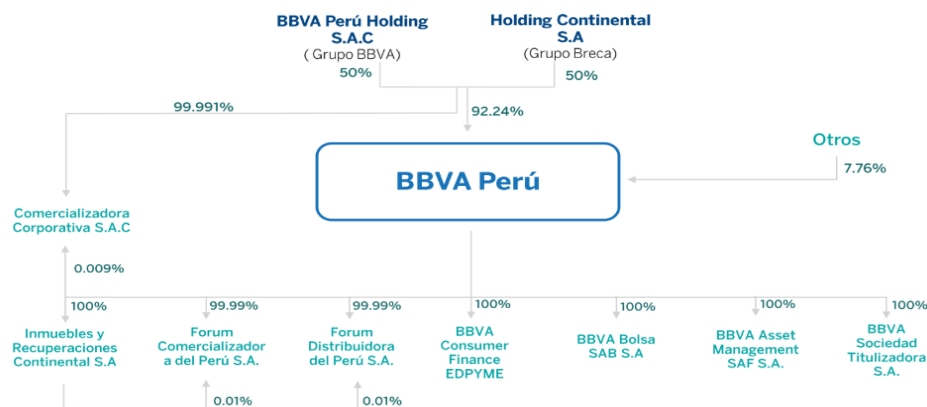 BBVA Perú Holding
S.A.C
( Grupo BBVA)
50%
Holding Continental
S.A
(Grupo Breca)
50%
99.991%
92.24%
Otros
7.76%
BBVA Perú
Comercializadora
Corporativa S.A.C
0.009%
100%
99.99%
99.99%
100%
100%
100%
100%
Inmuebles y
Recuperaciones
Continental S.A
Forum
Comercializador
a del Perú S.A.
Forum
Distribuidora
del Perú S.A.
BBVA
Consumer
Finance
EDPYME
BBVA Bolsa
SAB S.A
BBVA Asset
Management
SAF S.A.
BBVA
Sociedad
Titulizadora
S.A.
0.01%
0.01%